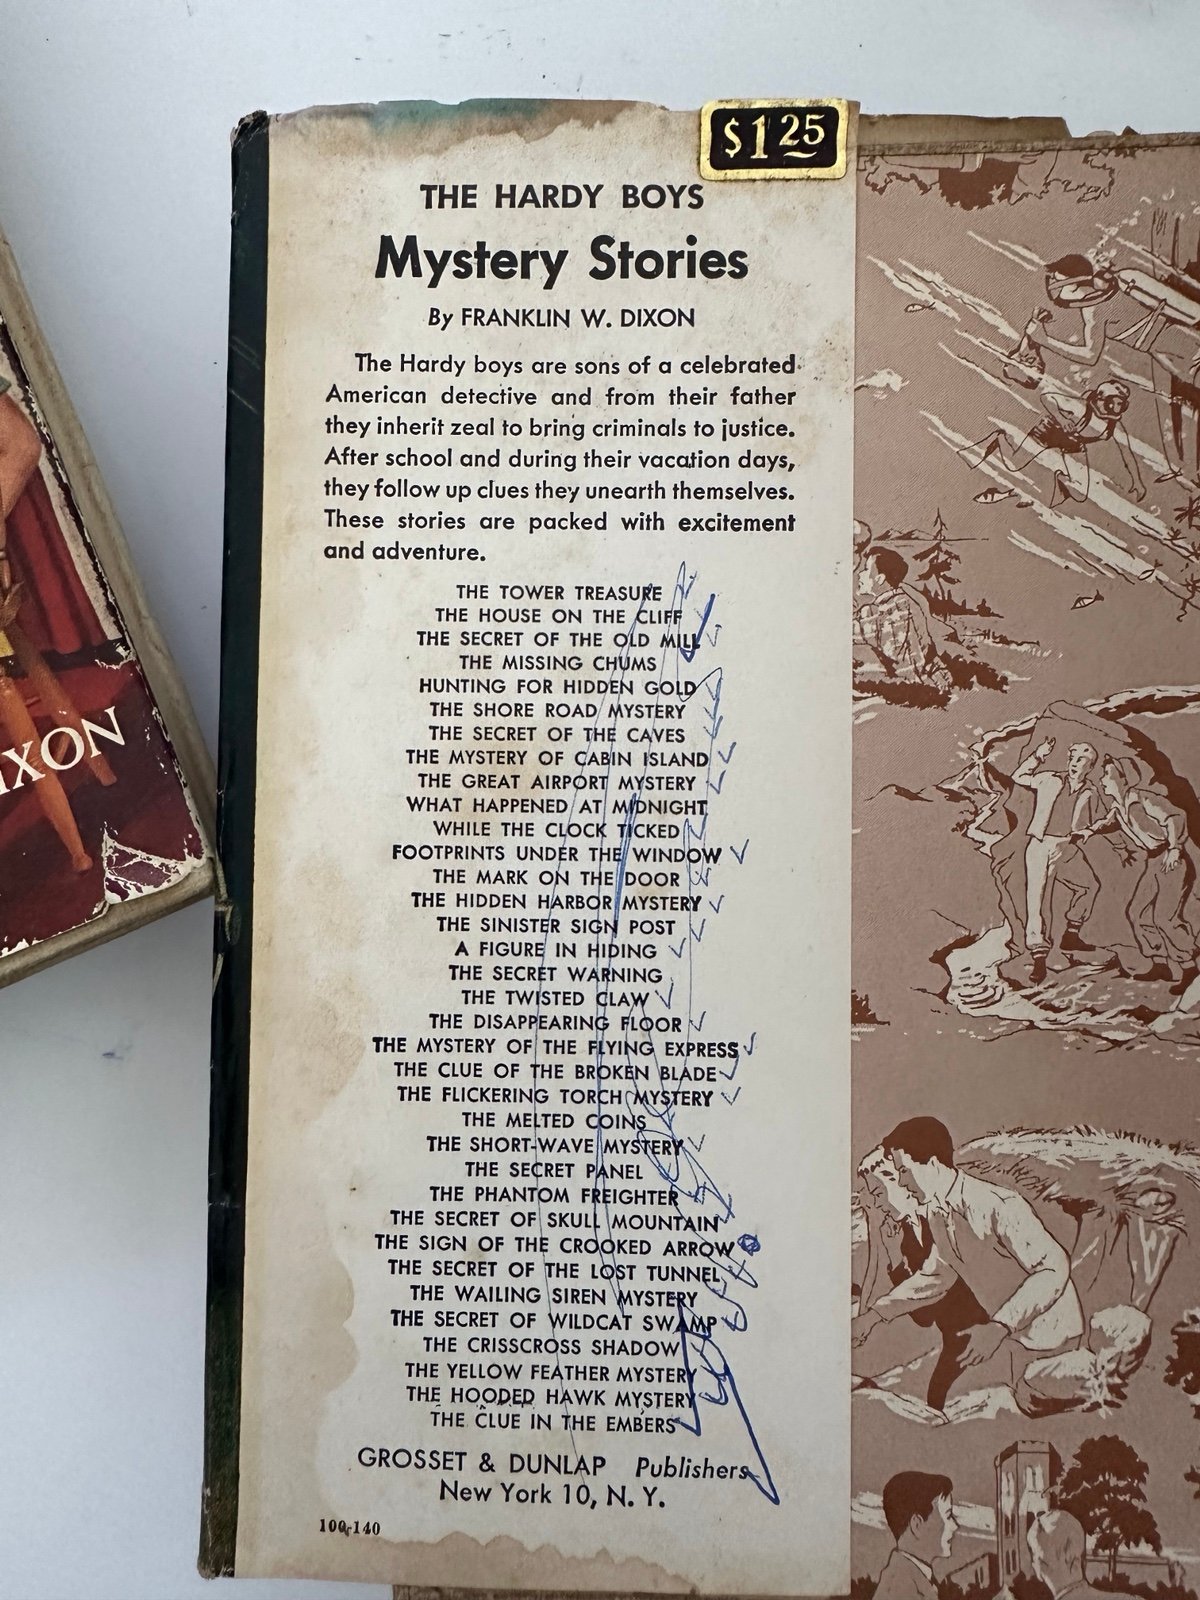 $1 25
THE HARDY BOYS
Mystery Stories
By FRANKLIN W. DIXON
The Hardy boys are sons of a celebrated
American detective and from their father
they inherit zeal to bring criminals to justice.
After school and during their vacation days,
they follow up clues they unearth themselves.
These stories are packed with excitement
and adventure.
THE TOWER TREASURE
THE HOUSE ON THE CLIFF
THE SECRET OF THE OLD MILL
THE MISSING CHUMS
HUNTING FOR HIDDEN GOLD
THE SHORE ROAD MYSTERY
THE SECRET OF THE CAVES
THE MYSTERY OF CABIN ISLAND
THE GREAT AIRPORT MYSTERY
WHAT HAPPENED AT MIDNIGHT
WHILE THE CLOCK TICKED
FOOTPRINTS UNDER THE WINDOW
THE MARK ON THE DOOR
THE HIDDEN HARBOR MYSTERY
THE SINISTER SIGN POST
A FIGURE IN HIDING
THE SECRET WARNING
THE TWISTED CLAW
THE DISAPPEARING FLOOR
THE MYSTERY OF THE FLYING EXPRESS
THE CLUE OF THE BROKEN BLADE
THE FLICKERING TORCH MYSTERY
THE MELTED COINS
THE SHORT-WAVE MYSTERY
THE SECRET PANEL
THE PHANTOM FREIGHTER
THE SECRET OF SKULL MOUNTAIN
THE SIGN OF THE CROOKED ARROW
THE SECRET OF THE LOST TUNNEL
THE WAILING SIREN MYSTERY
THE SECRET OF WILDCAT SWAMP
THE CRISSCROSS SHADOW
THE YELLOW FEATHER MYSTERY
THE HOODED HAWK MYSTERY
THE CLUE IN THE EMBERS
GROSSET & DUNLAP Publishers
New York 10, N. Y.
100-140
IXON